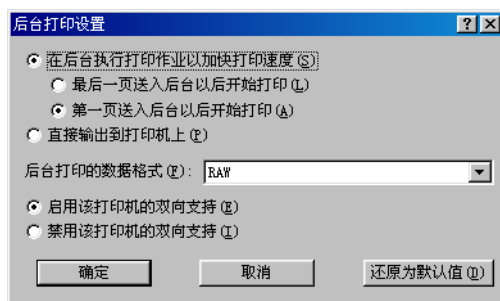 后台打印设置
在后台执行打印作业以加快打印速度(S)
最后一页送入后台以后开始打印(L)
第一页送入后台以后开始打印(A)
直接输出到打印机上(P)
后台打印的数据格式(F): RAW
启用该打印机的双向支持(E)
禁用该打印机的双向支持(I)
确定 取消 还原为默认值(D)